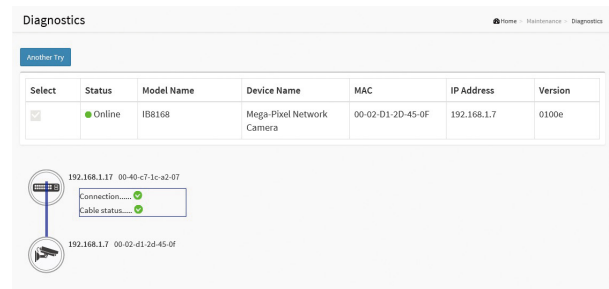 Diagnostics
Home > Maintenance > Diagnostics
Another Try
Select Status Model Name Device Name MAC IP Address Version
Online IB8168 Mega-Pixel Network 00-02-D1-2D-45-0F 192.168.1.7 0100e
Camera
192.168.1.17 00-40-c7-1c-a2-07
Connection......
Cable status.....
192.168.1.7 00-02-d1-2d-45-0f